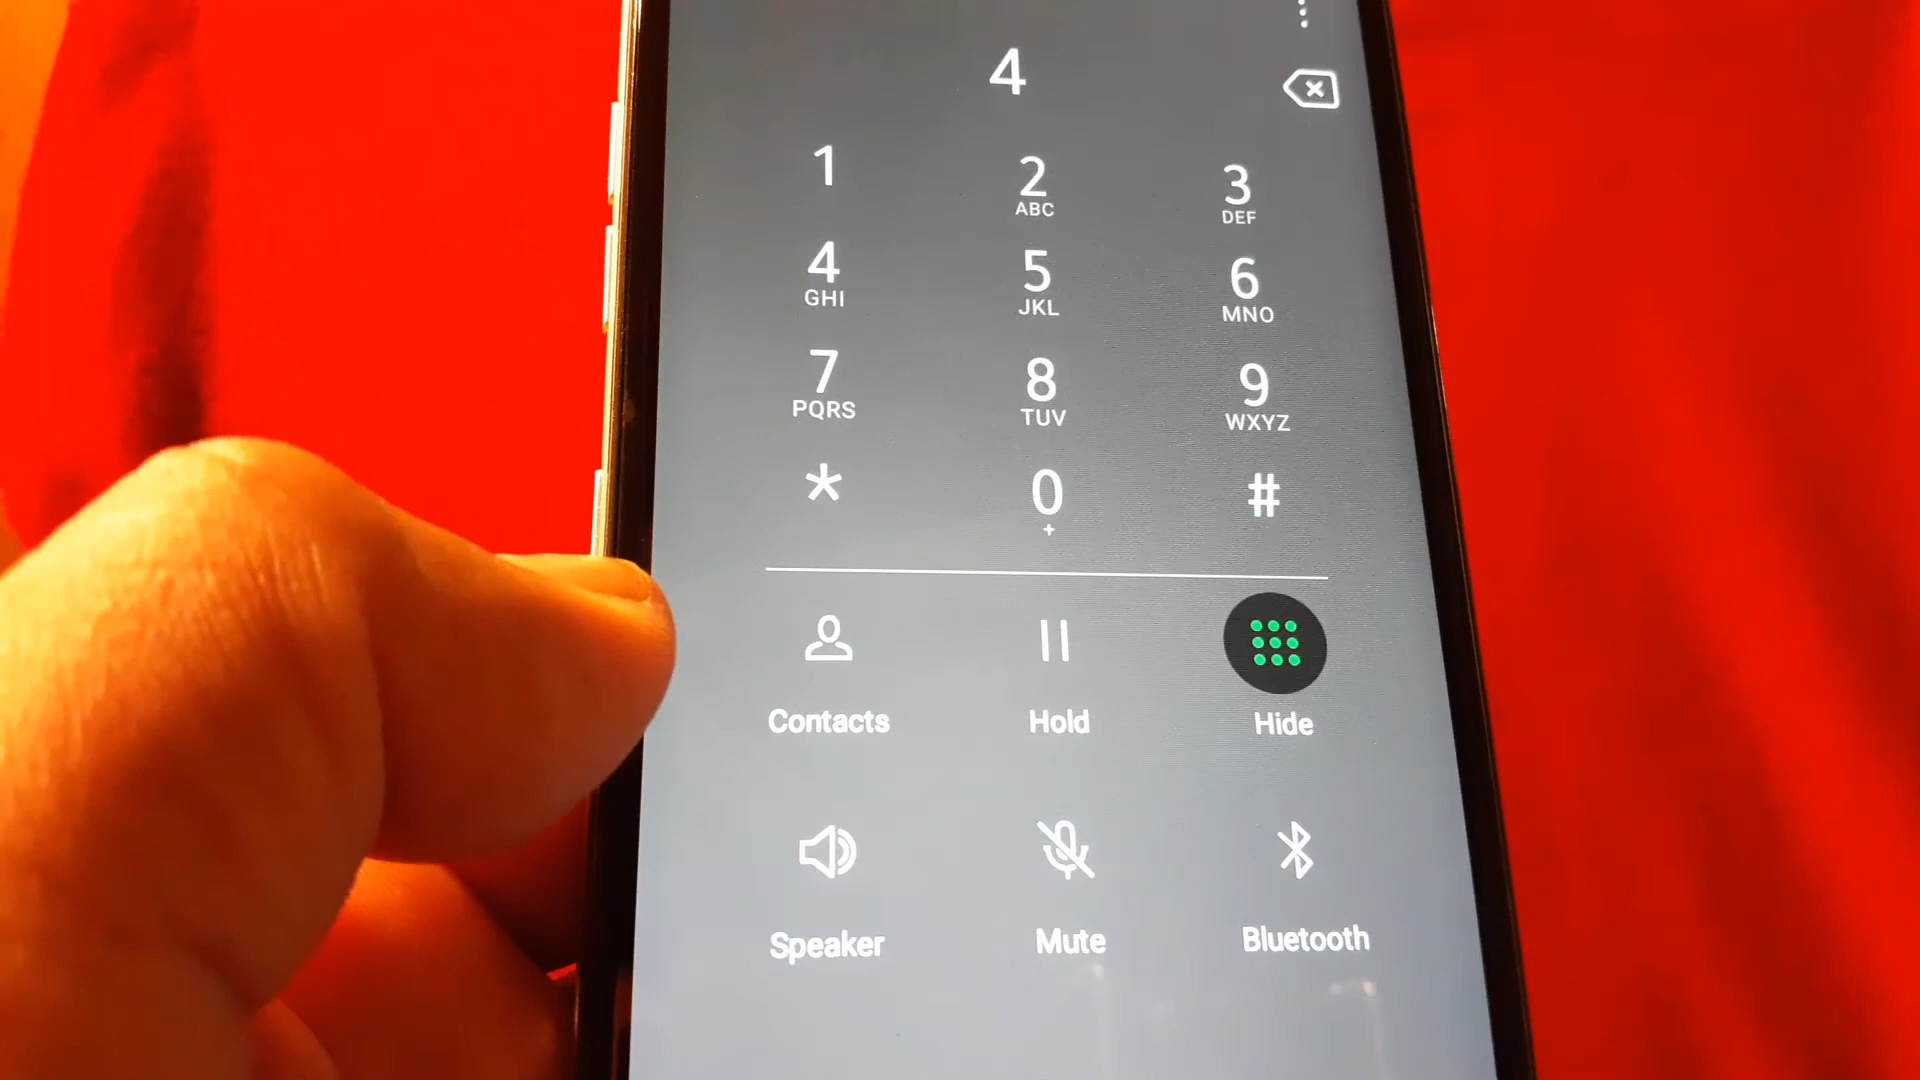 4
1 2 3
ABC DEF
4 5 6
GHI JKL MNO
7 8 9
PQRS TUV WXYZ
* 0 #
+
Contacts Hold Hide
Speaker Mute Bluetooth